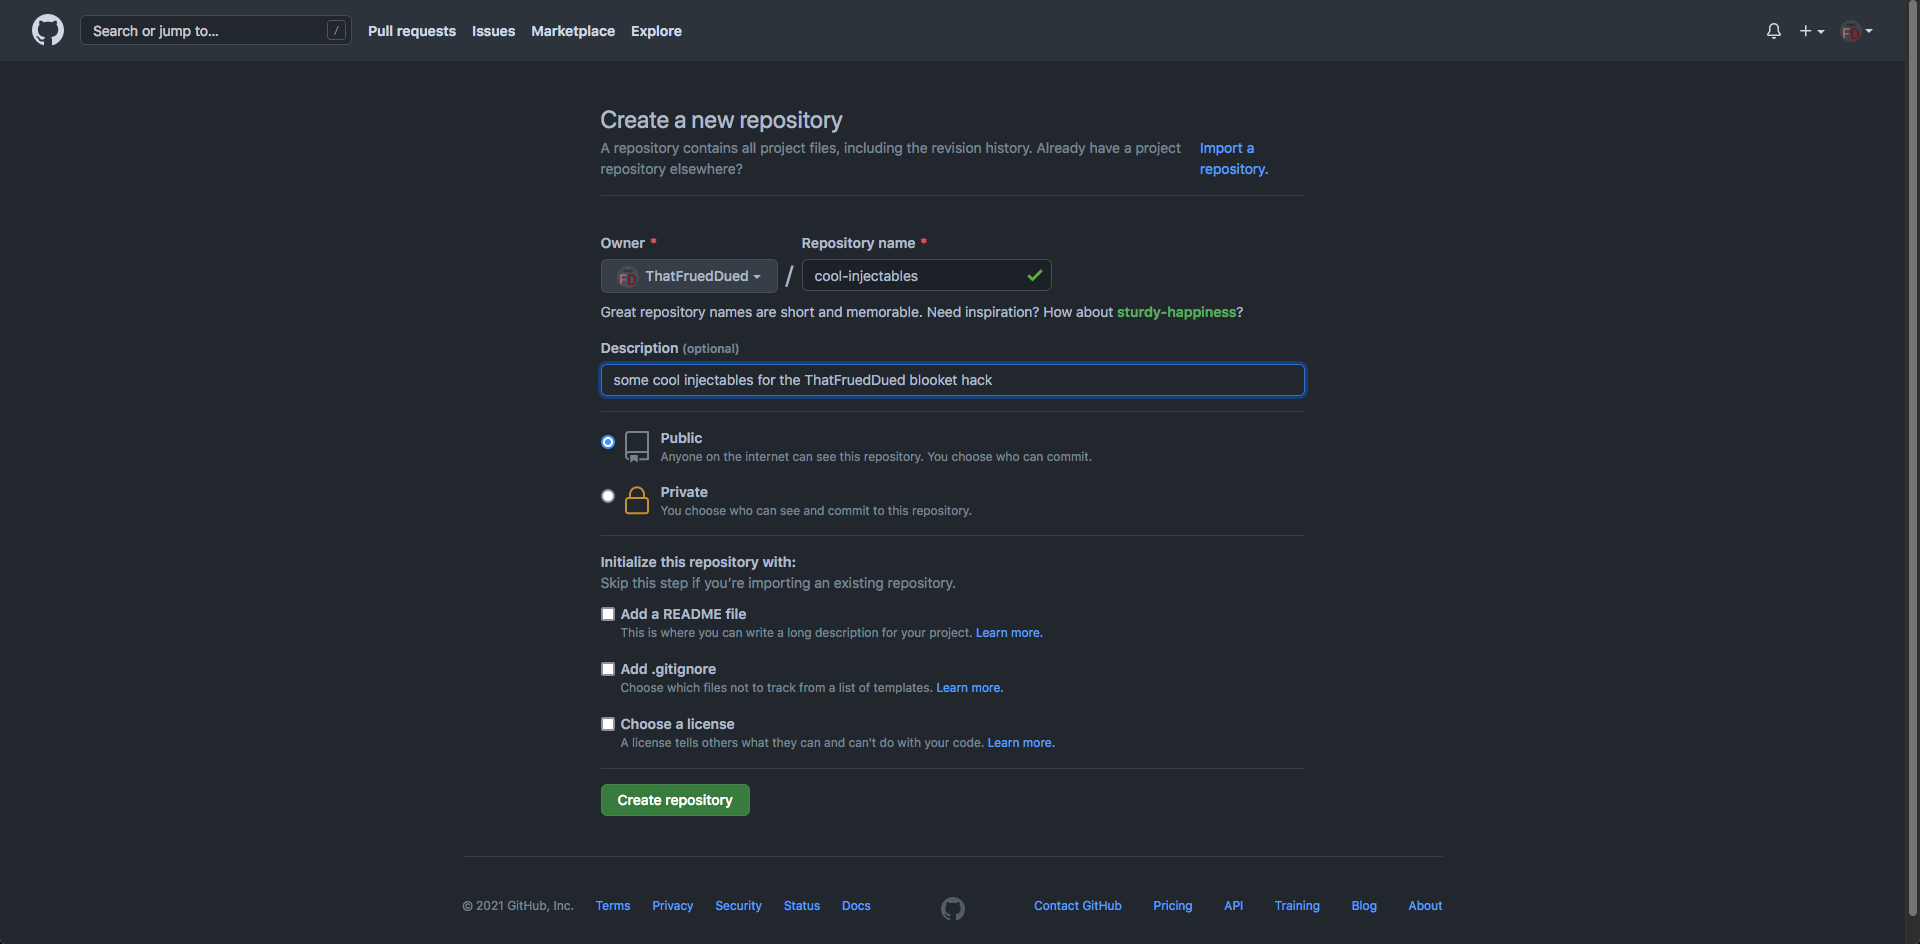 Search or jump to... /
Pull requests Issues Marketplace Explore
FD
Create a new repository
A repository contains all project files, including the revision history. Already have a project repository elsewhere? Import a repository.
Owner * Repository name *
FD ThatFruedDued / cool-injectables
Great repository names are short and memorable. Need inspiration? How about sturdy-happiness?
Description (optional)
some cool injectables for the ThatFruedDued blooket hack
Public
Anyone on the internet can see this repository. You choose who can commit.
Private
You choose who can see and commit to this repository.
Initialize this repository with:
Skip this step if you’re importing an existing repository.
Add a README file
This is where you can write a long description for your project. Learn more.
Add .gitignore
Choose which files not to track from a list of templates. Learn more.
Choose a license
A license tells others what they can and can't do with your code. Learn more.
Create repository
© 2021 GitHub, Inc. Terms Privacy Security Status Docs Contact GitHub Pricing API Training Blog About